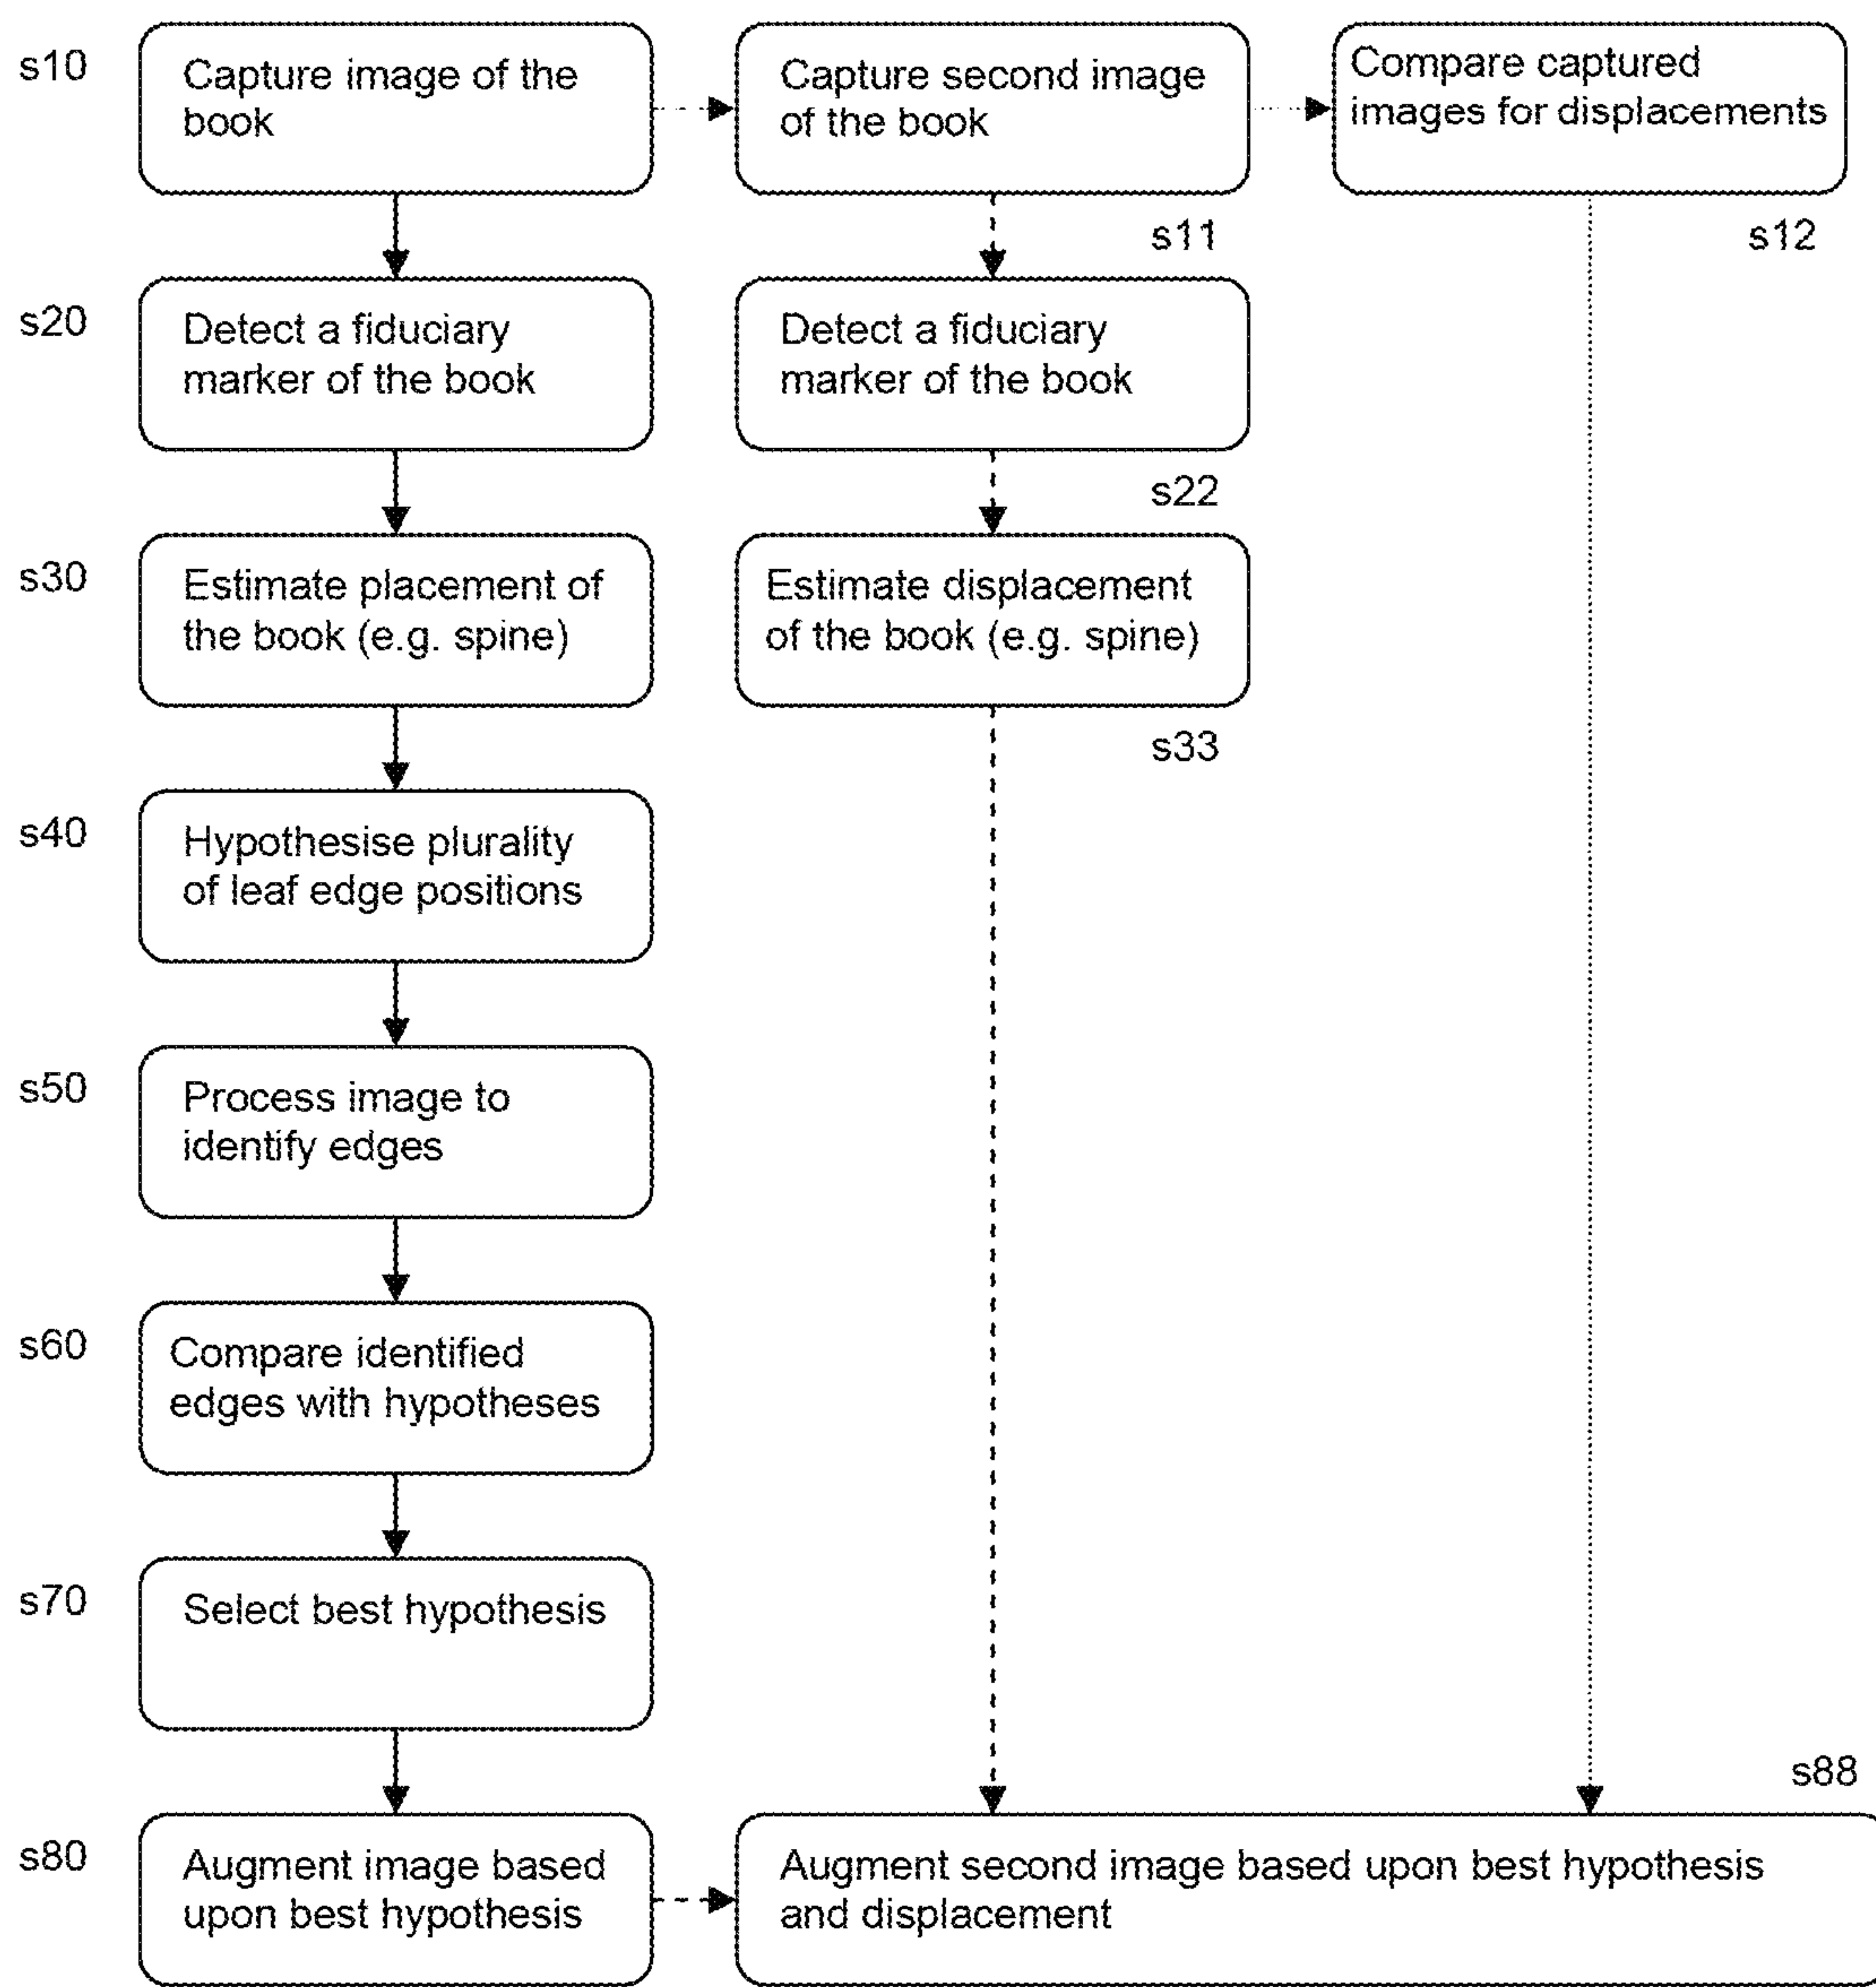 s10
Capture image of the
book
Capture second image
of the book
Compare captured
images for displacements
s11
s12
s20
Detect a fiduciary
marker of the book
Detect a fiduciary
marker of the book
s22
s30
Estimate placement of
the book (e.g. spine)
Estimate displacement
of the book (e.g. spine)
s33
s40
Hypothesise plurality
of leaf edge positions
s50
Process image to
identify edges
s60
Compare identified
edges with hypotheses
s70
Select best hypothesis
s88
s80
Augment image based
upon best hypothesis
Augment second image based upon best hypothesis
and displacement